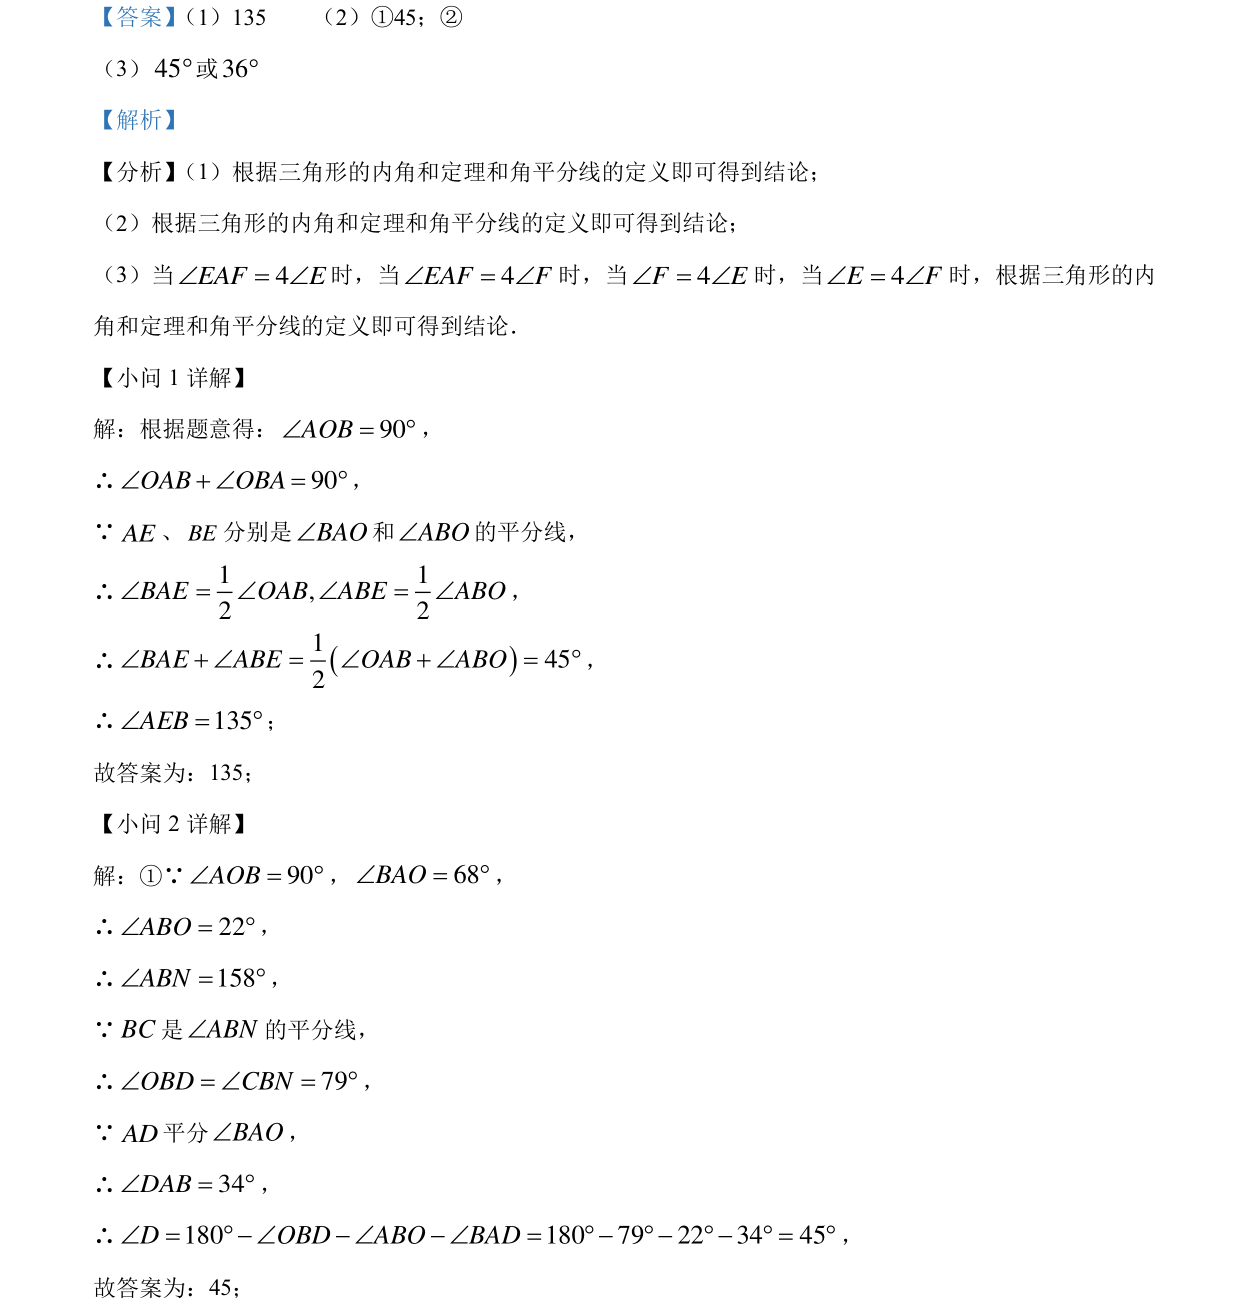 【答案】（1）135 （2）①45；②
（3）45°或36°
【解析】
【分析】（1）根据三角形的内角和定理和角平分线的定义即可得到结论；
（2）根据三角形的内角和定理和角平分线的定义即可得到结论；
（3）当∠EAF = 4∠E时，当∠EAF = 4∠F 时，当∠F = 4∠E 时，当∠E = 4∠F 时，根据三角形的内
角和定理和角平分线的定义即可得到结论．
【小问 1 详解】
解：根据题意得：∠AOB = 90°，
∴∠OAB + ∠OBA = 90°，
∵ AE 、BE 分别是∠BAO和∠ABO的平分线，
∴∠BAE = 1/2 ∠OAB, ∠ABE = 1/2 ∠ABO，
∴∠BAE + ∠ABE = 1/2 (∠OAB + ∠ABO) = 45°，
∴∠AEB = 135°；
故答案为：135；
【小问 2 详解】
解：①∵∠AOB = 90°，∠BAO = 68°，
∴∠ABO = 22°，
∴∠ABN = 158°，
∵ BC 是∠ABN 的平分线，
∴∠OBD = ∠CBN = 79°，
∵ AD平分∠BAO，
∴∠DAB = 34°，
∴∠D = 180° − ∠OBD − ∠ABO − ∠BAD = 180° − 79° − 22° − 34° = 45°，
故答案为：45；